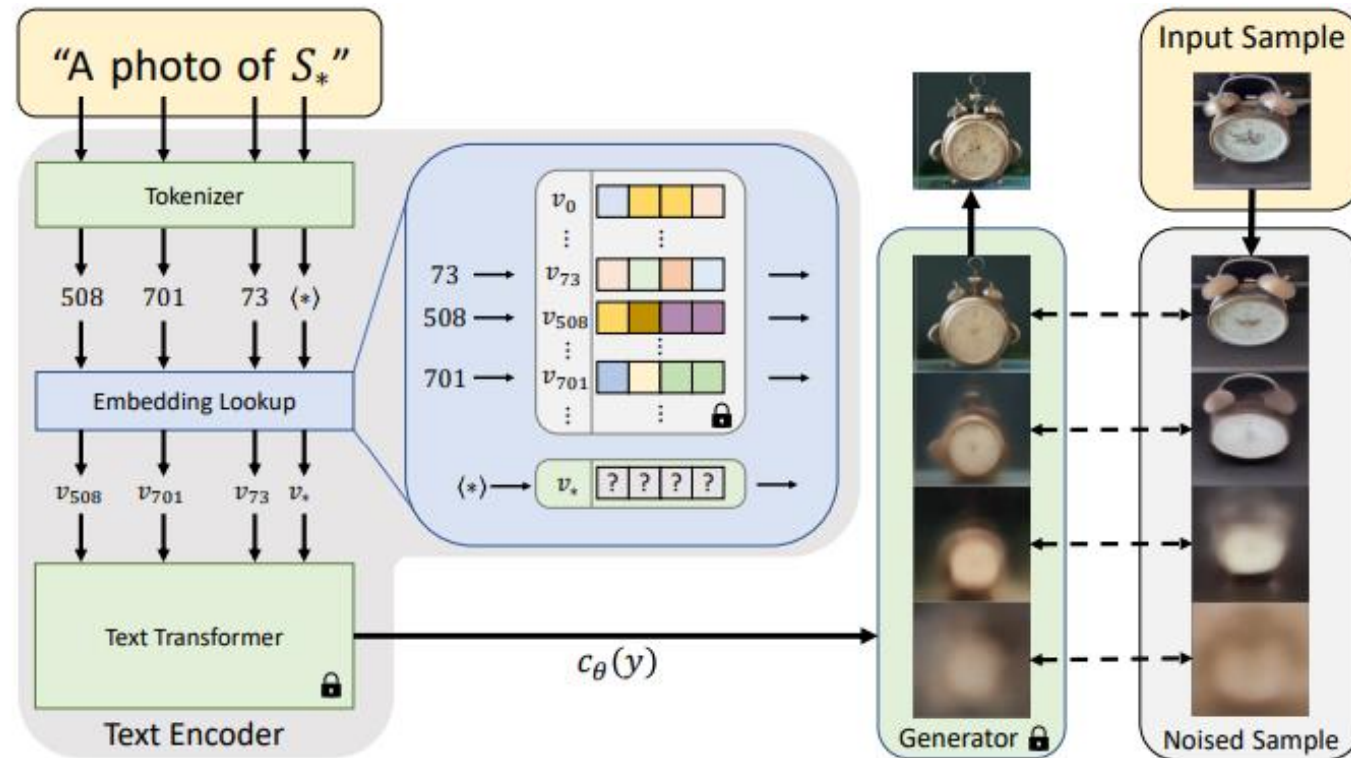 “A photo of S*”
Input Sample
Tokenizer
508 701 73 ⟨*⟩
Embedding Lookup
v508 v701 v73 v*
Text Transformer
Text Encoder
v0
⋮ ⋮
73 v73
508 v508
⋮ ⋮
701 v701
⋮ ⋮
⟨*⟩ v* ? ? ? ?
cθ(y)
Generator
Noised Sample